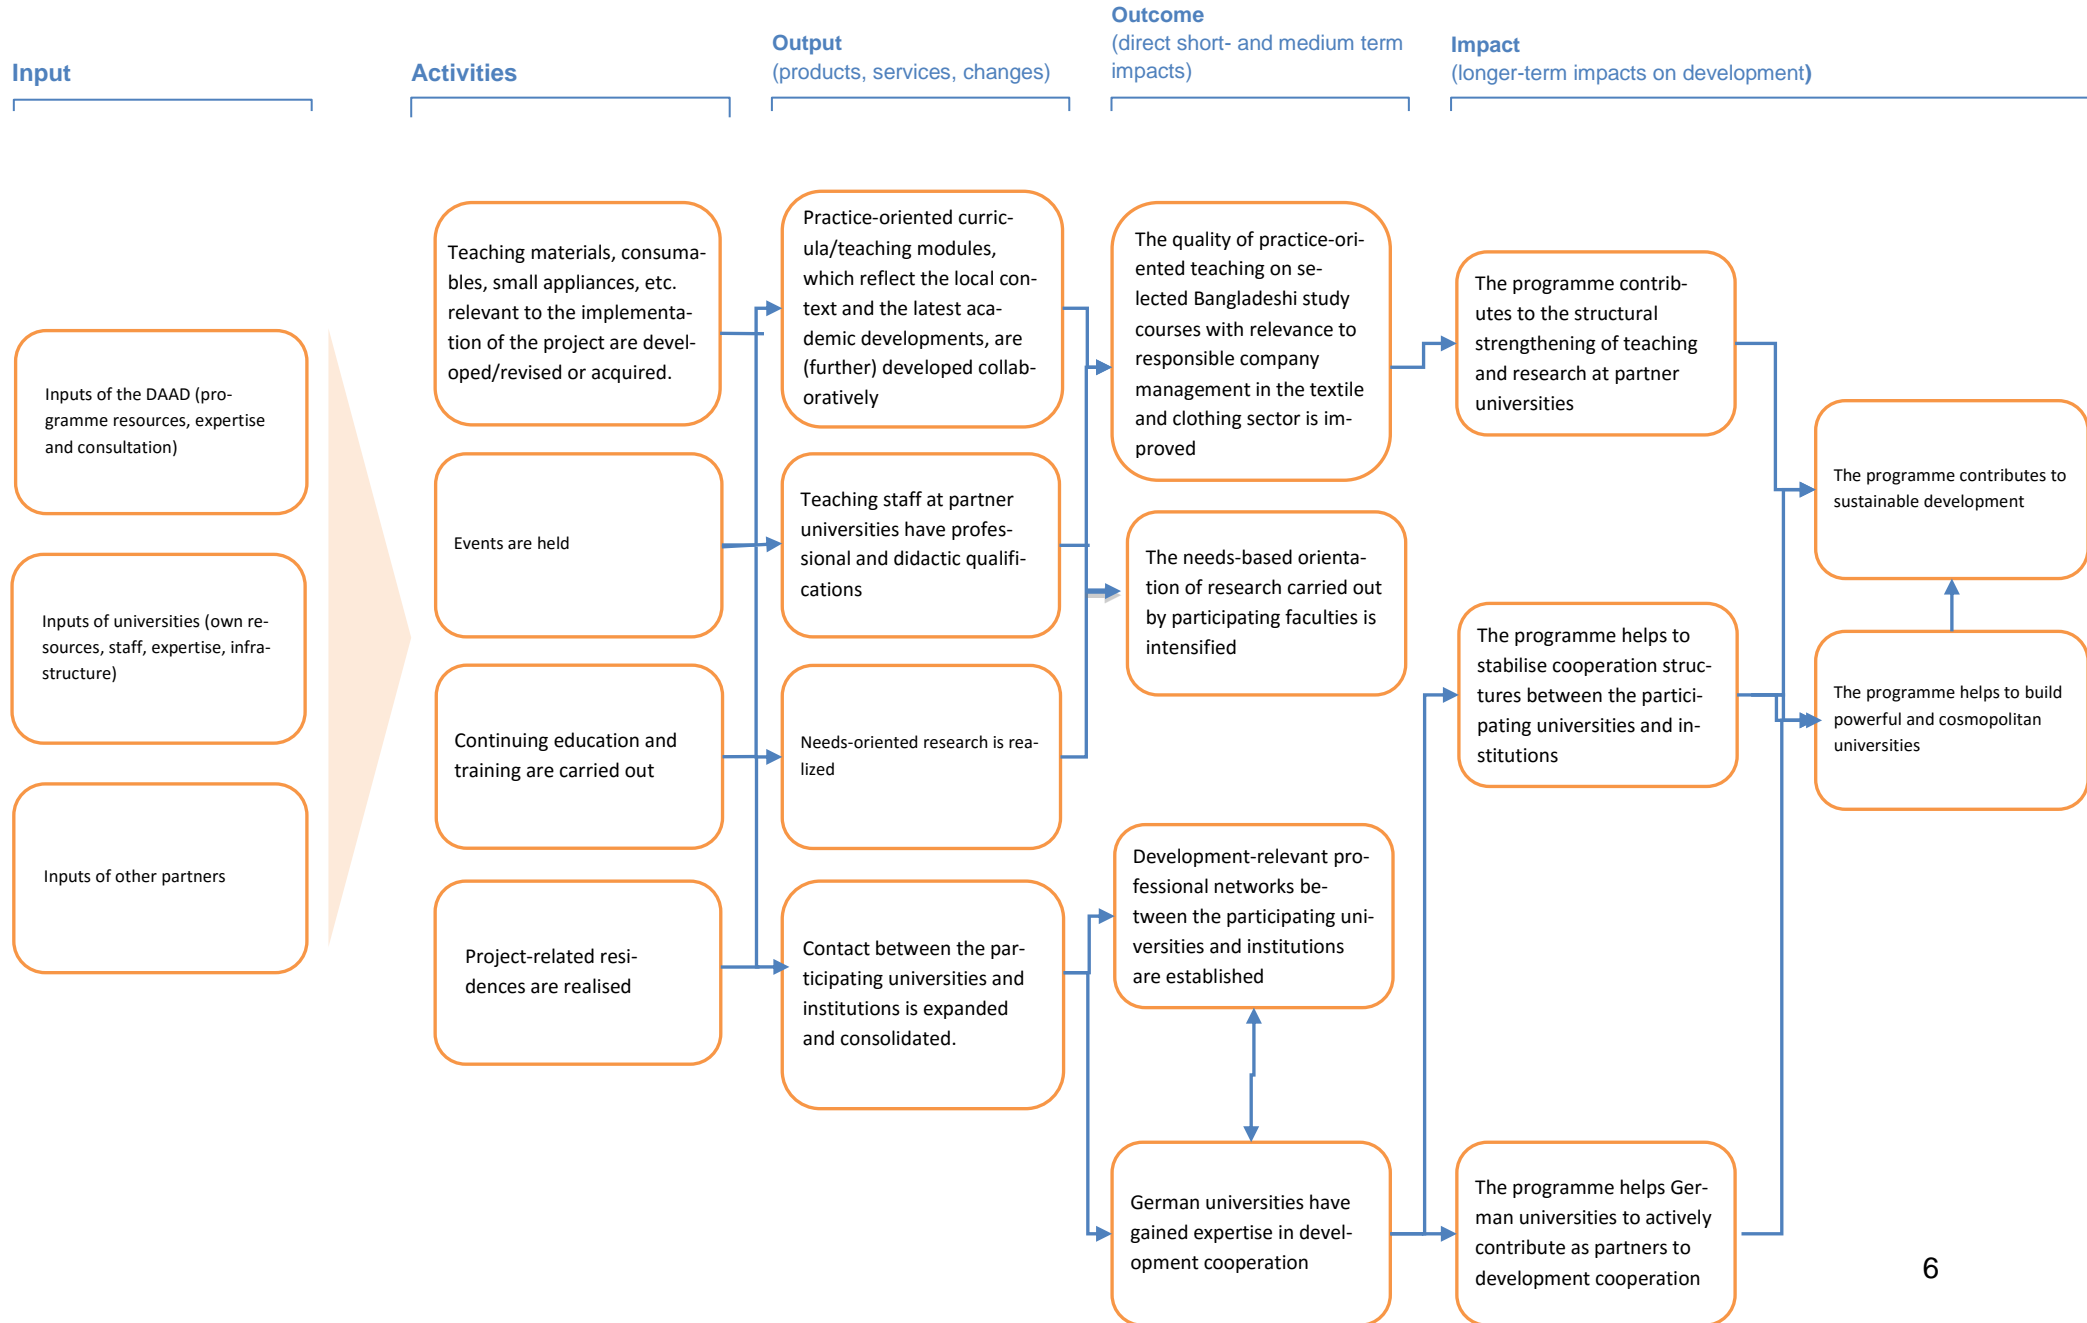 Input
Activities
Output
(products, services, changes)
Outcome
(direct short- and medium term
impacts)
Impact
(longer-term impacts on development)
Inputs of the DAAD (pro-
gramme resources, expertise
and consultation)
Inputs of universities (own re-
sources, staff, expertise, infra-
structure)
Inputs of other partners
Teaching materials, consuma-
bles, small appliances, etc.
relevant to the implementa-
tion of the project are devel-
oped/revised or acquired.
Events are held
Continuing education and
training are carried out
Project-related resi-
dences are realised
Practice-oriented curric-
ula/teaching modules,
which reflect the local con-
text and the latest aca-
demic developments, are
(further) developed collab-
oratively
Teaching staff at partner
universities have profes-
sional and didactic qualifi-
cations
Needs-oriented research is rea-
lized
Contact between the par-
ticipating universities and
institutions is expanded
and consolidated.
The quality of practice-ori-
ented teaching on se-
lected Bangladeshi study
courses with relevance to
responsible company
management in the textile
and clothing sector is im-
proved
The needs-based orienta-
tion of research carried out
by participating faculties is
intensified
Development-relevant pro-
fessional networks be-
tween the participating uni-
versities and institutions
are established
German universities have
gained expertise in devel-
opment cooperation
The programme contrib-
utes to the structural
strengthening of teaching
and research at partner
universities
The programme helps to
stabilise cooperation struc-
tures between the partici-
pating universities and in-
stitutions
The programme helps Ger-
man universities to actively
contribute as partners to
development cooperation
The programme contributes to
sustainable development
The programme helps to build
powerful and cosmopolitan
universities
6